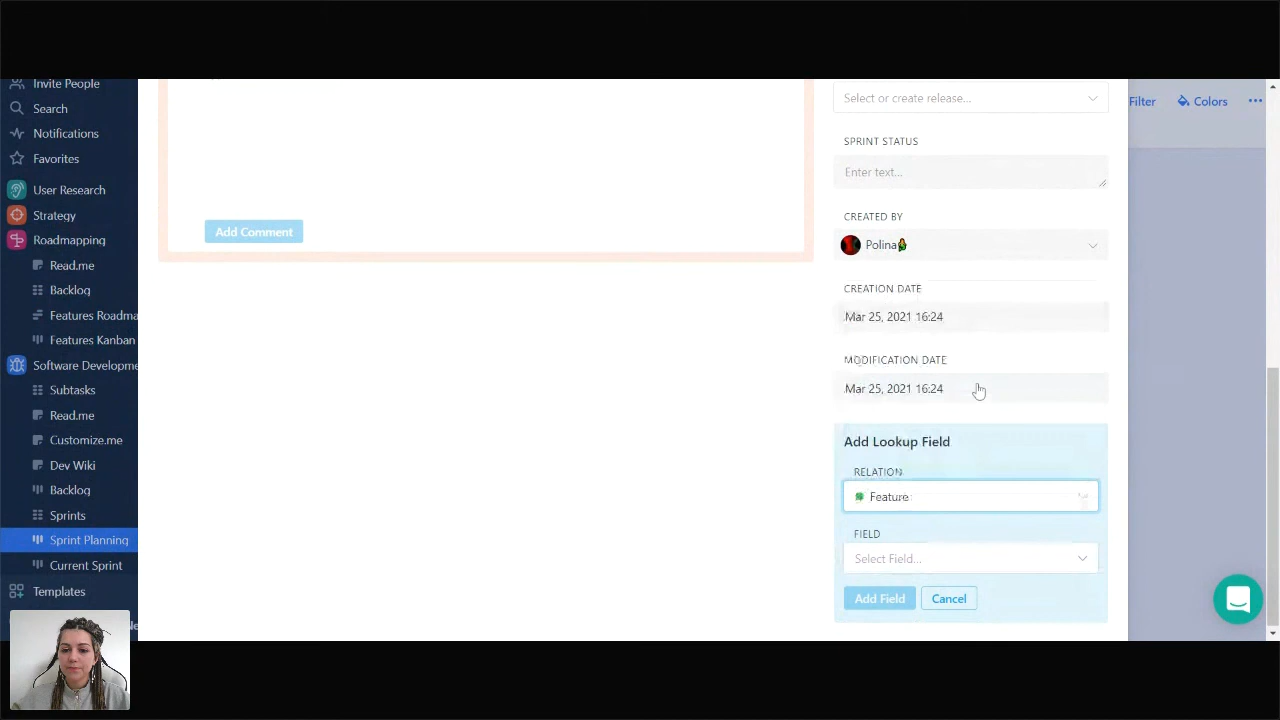 Invite People
Search
Notifications
Favorites
User Research
Strategy
Roadmapping
Read.me
Backlog
Features Roadma
Features Kanban
Software Developme
Subtasks
Read.me
Customize.me
Dev Wiki
Backlog
Sprints
Sprint Planning
Current Sprint
Templates
Add Comment
Select or create release...
SPRINT STATUS
Enter text...
CREATED BY
Polina
CREATION DATE
Mar 25, 2021 16:24
MODIFICATION DATE
Mar 25, 2021 16:24
Add Lookup Field
RELATION
Feature
FIELD
Select Field...
Add Field
Cancel
Filter
Colors